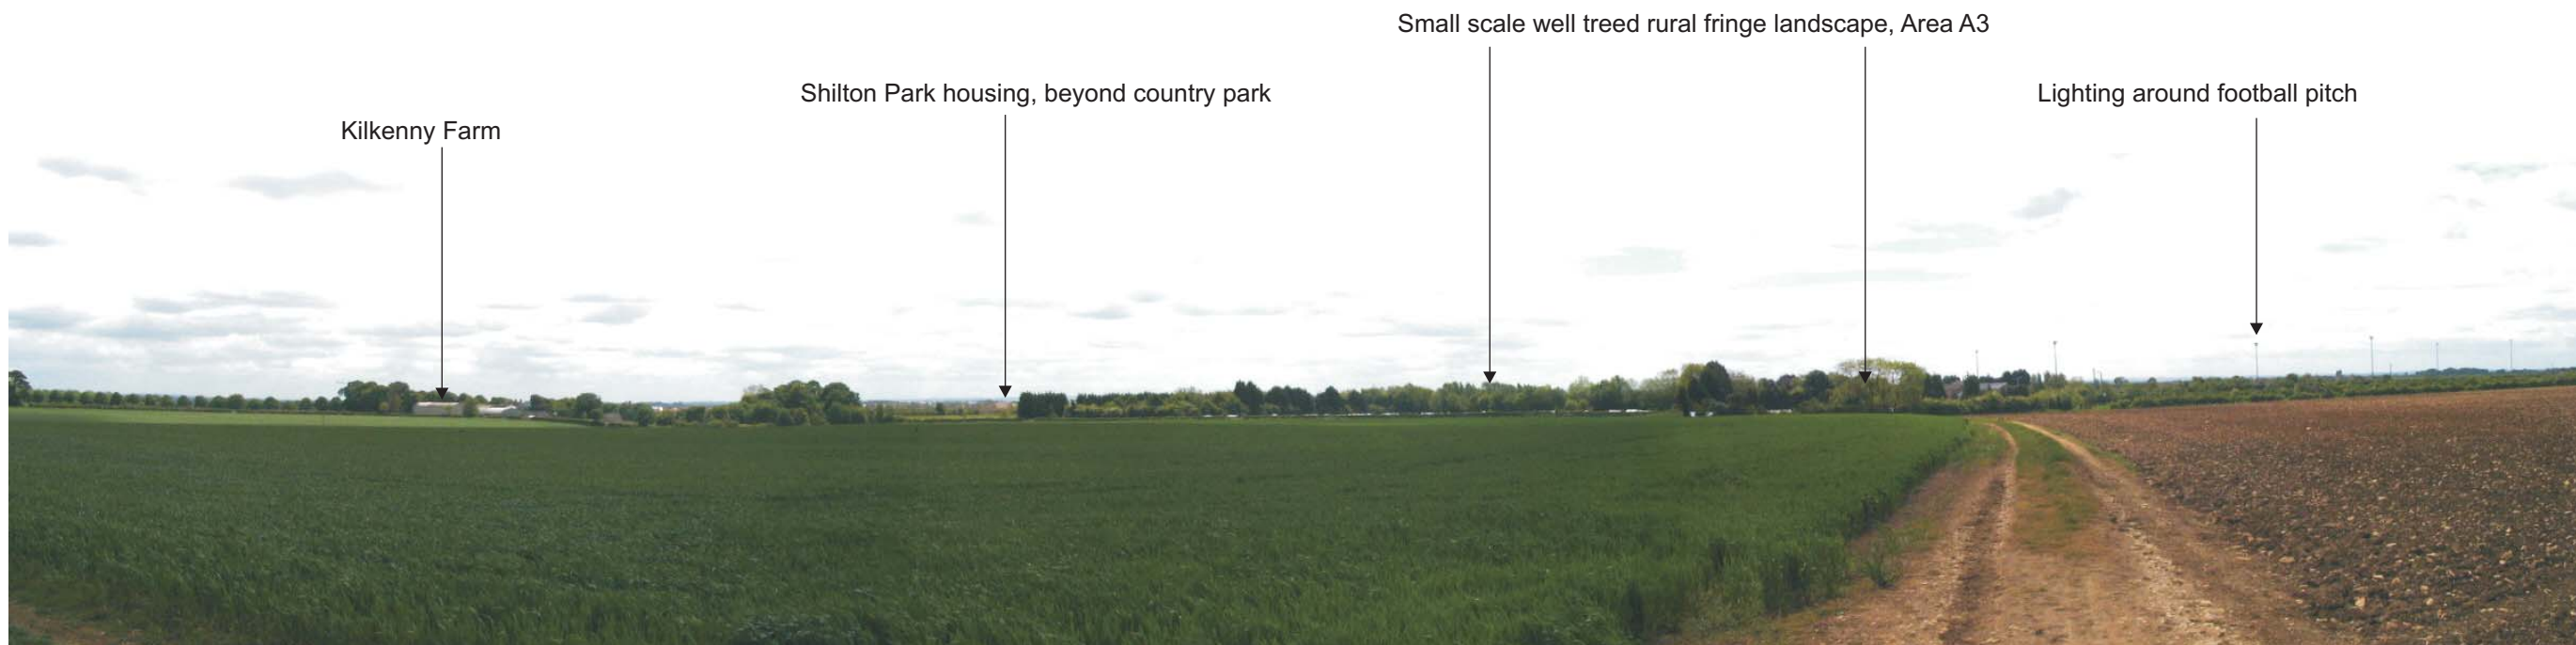 Small scale well treed rural fringe landscape, Area A3
Shilton Park housing, beyond country park
Lighting around football pitch
Kilkenny Farm